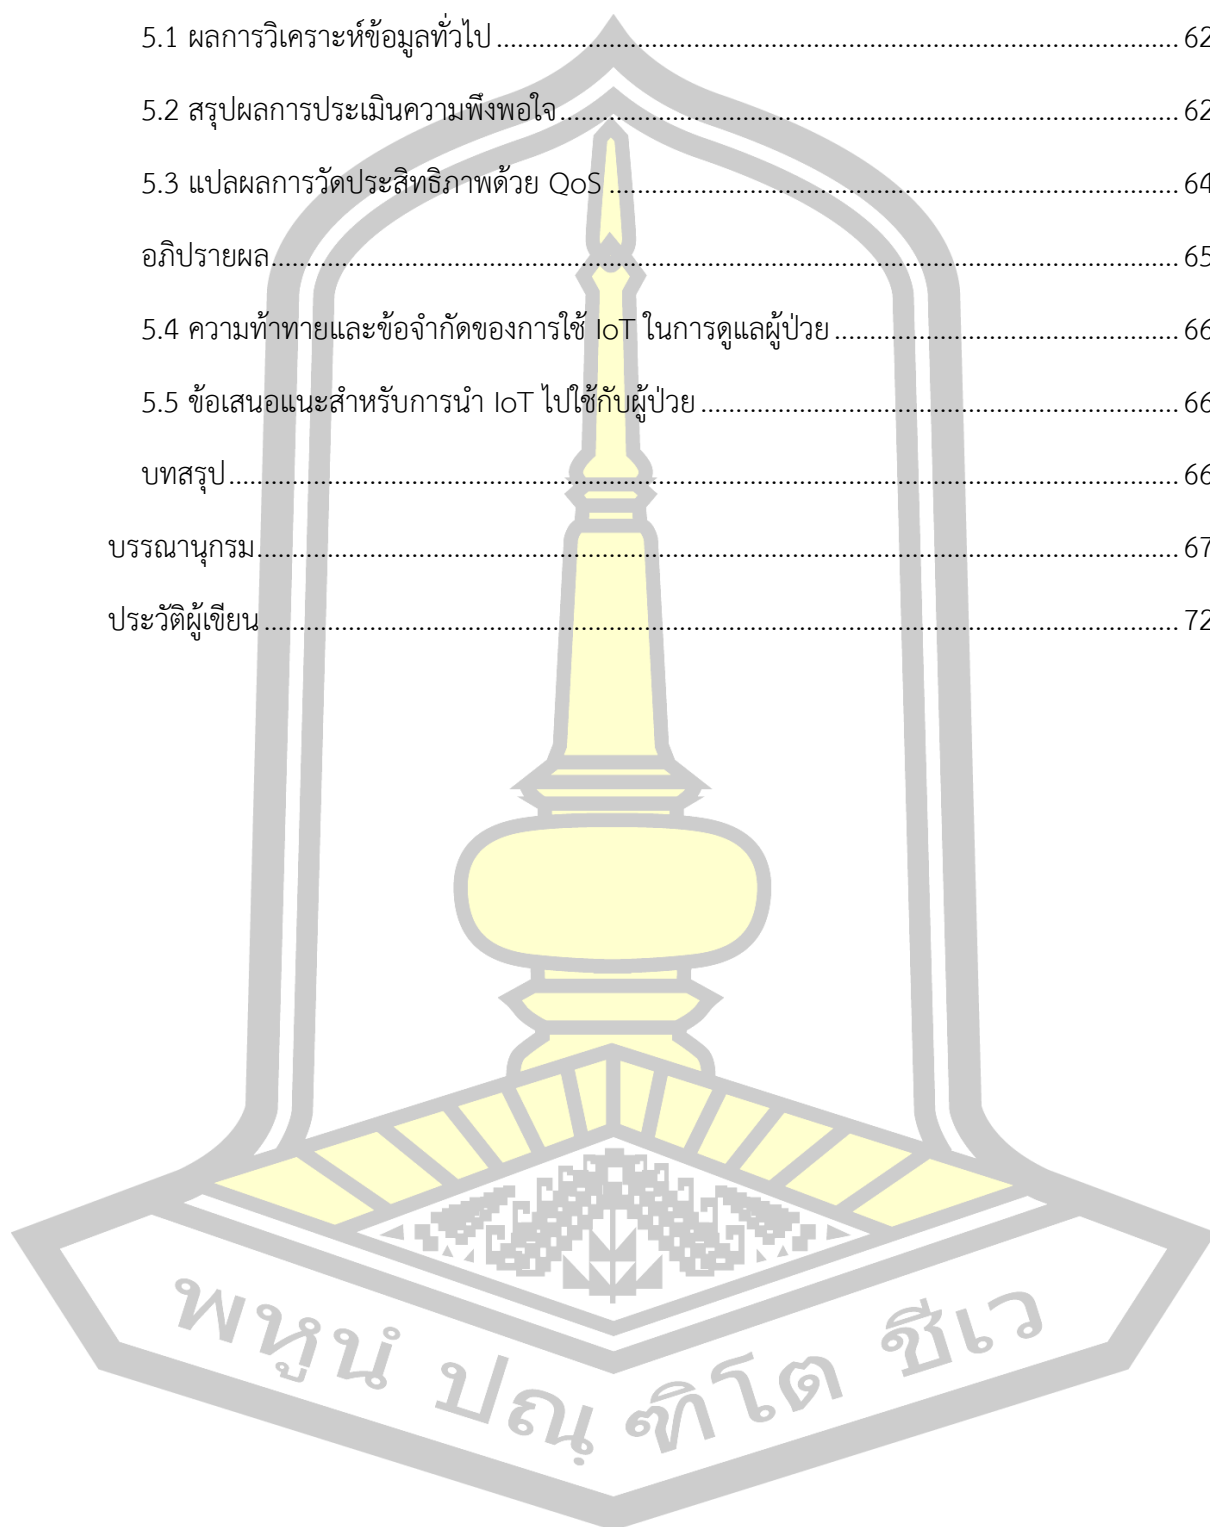 5.1 ผลการวิเคราะห์ข้อมูลทั่วไป ........................................................ 62
5.2 สรุปผลการประเมินความพึงพอใจ ........................................................ 62
5.3 แปลผลการวัดประสิทธิภาพด้วย QoS ........................................................ 64
อภิปรายผล ........................................................ 65
5.4 ความท้าทายและข้อจำกัดของการใช้ IoT ในการดูแลผู้ป่วย ........................................................ 66
5.5 ข้อเสนอแนะสำหรับการนำ IoT ไปใช้กับผู้ป่วย ........................................................ 66
บทสรุป ........................................................ 66
บรรณานุกรม ........................................................ 67
ประวัติผู้เขียน ........................................................ 72
พหูนํ ปณฺฑิโต ชีเว